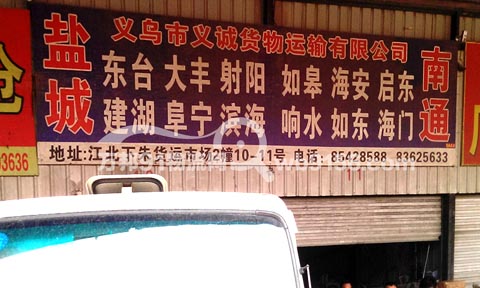 义乌市义诚货物运输有限公司
盐城
东台 大丰 射阳 如皋 海安 启东
建湖 阜宁 滨海 响水 如东 海门
南通
地址:江北下朱货运市场2幢10-11号 电话: 85428588 83625633
3636